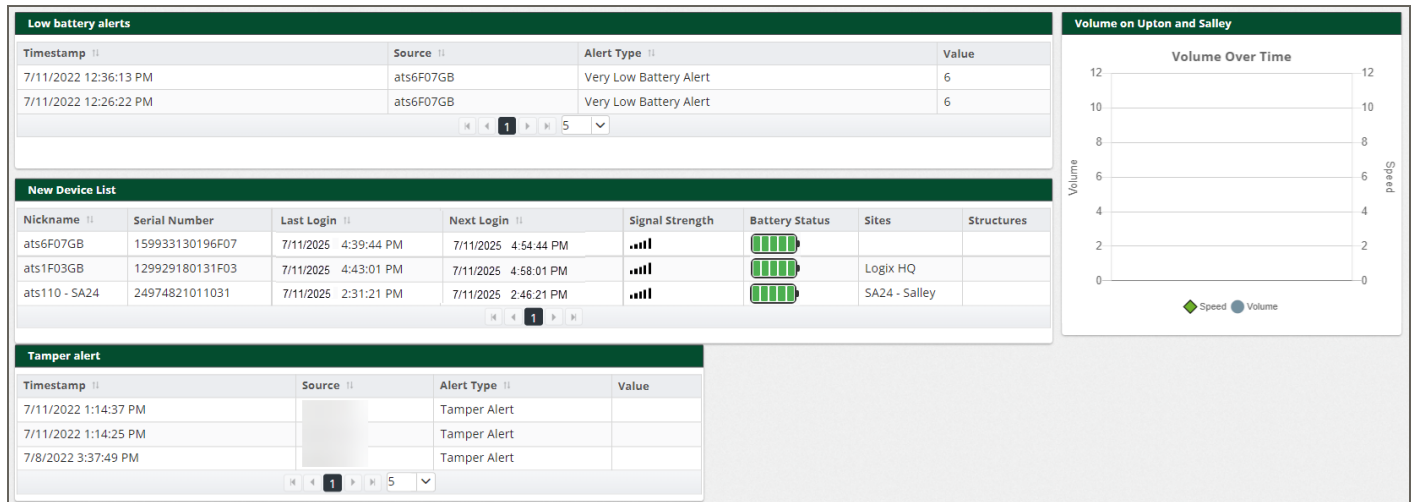 Low battery alerts
Timestamp Source Alert Type Value
7/11/2022 12:36:13 PM ats6F07GB Very Low Battery Alert 6
7/11/2022 12:26:22 PM ats6F07GB Very Low Battery Alert 6
1 5
New Device List
Nickname Serial Number Last Login Next Login Signal Strength Battery Status Sites Structures
ats6F07GB 159933130196F07 7/11/2025 4:39:44 PM 7/11/2025 4:54:44 PM
ats1F03GB 129929180131F03 7/11/2025 4:43:01 PM 7/11/2025 4:58:01 PM Logix HQ
ats110 - SA24 24974821011031 7/11/2025 2:31:21 PM 7/11/2025 2:46:21 PM SA24 - Salley
1
Tamper alert
Timestamp Source Alert Type Value
7/11/2022 1:14:37 PM Tamper Alert
7/11/2022 1:14:25 PM Tamper Alert
7/8/2022 3:37:49 PM Tamper Alert
1 5
Volume on Upton and Salley
Volume Over Time
12 12
10 10
8 8
6 6
4 4
2 2
0 0
Volume
Speed
Speed Volume